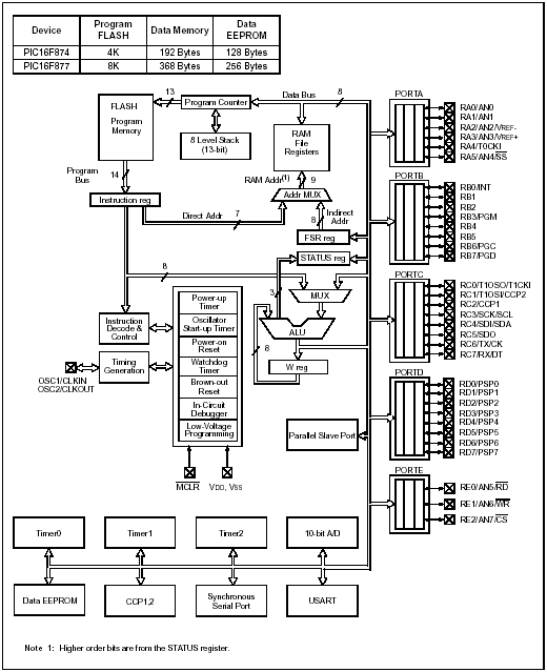 Device Program FLASH Data Memory Data EEPROM
PIC16F874 4K 192 Bytes 128 Bytes
PIC16F877 8K 368 Bytes 256 Bytes
13
Program Counter
Data Bus
8
PORTA
FLASH
Program
Memory
8 Level Stack
(13-bit)
RAM
File
Registers
RA0/AN0
RA1/AN1
RA2/AN2/VREF-
RA3/AN3/VREF+
RA4/T0CKI
RA5/AN4/SS
Program
Bus
14
RAM Addr(1)
9
PORTB
Instruction reg
Addr MUX
Direct Addr
7
8
Indirect
Addr
FSR reg
STATUS reg
RB0/INT
RB1
RB2
RB3/PGM
RB4
RB5
RB6/PGC
RB7/PGD
8
3
MUX
ALU
8
W reg
PORTC
RC0/T1OSO/T1CKI
RC1/T1OSI/CCP2
RC2/CCP1
RC3/SCK/SCL
RC4/SDI/SDA
RC5/SDO
RC6/TX/CK
RC7/RX/DT
Instruction
Decode &
Control
Timing
Generation
OSC1/CLKIN
OSC2/CLKOUT
Power-up
Timer
Oscillator
Start-up Timer
Power-on
Reset
Watchdog
Timer
Brown-out
Reset
In-Circuit
Debugger
Low-Voltage
Programming
MCLR
VDD, VSS
Parallel Slave Port
PORTD
RD0/PSP0
RD1/PSP1
RD2/PSP2
RD3/PSP3
RD4/PSP4
RD5/PSP5
RD6/PSP6
RD7/PSP7
PORTE
RE0/AN5/RD
RE1/AN6/WR
RE2/AN7/CS
Timer0
Timer1
Timer2
10-bit A/D
Data EEPROM
CCP1,2
Synchronous
Serial Port
USART
Note 1: Higher order bits are from the STATUS register.